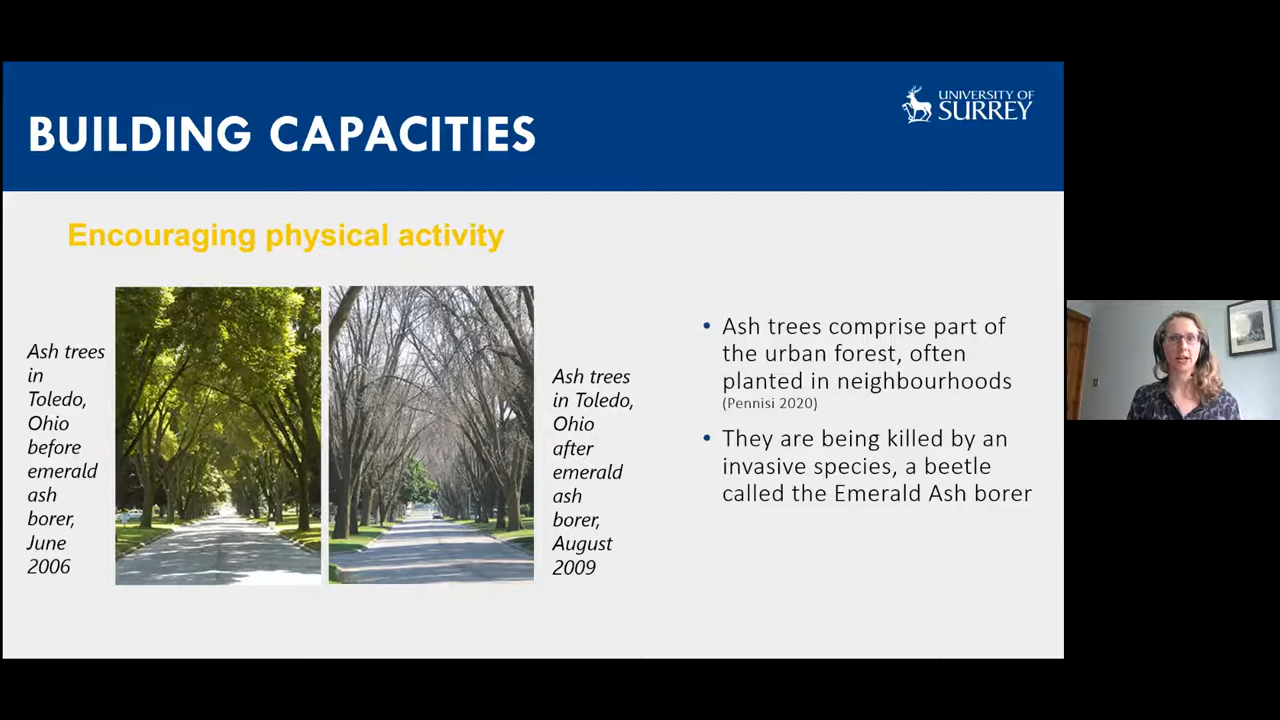 BUILDING CAPACITIES
UNIVERSITY OF
SURREY
Encouraging physical activity
Ash trees
in
Toledo,
Ohio
before
emerald
ash
borer,
June
2006
Ash trees
in Toledo,
Ohio
after
emerald
ash
borer,
August
2009
• Ash trees comprise part of
the urban forest, often
planted in neighbourhoods
(Pennisi 2020)
• They are being killed by an
invasive species, a beetle
called the Emerald Ash borer